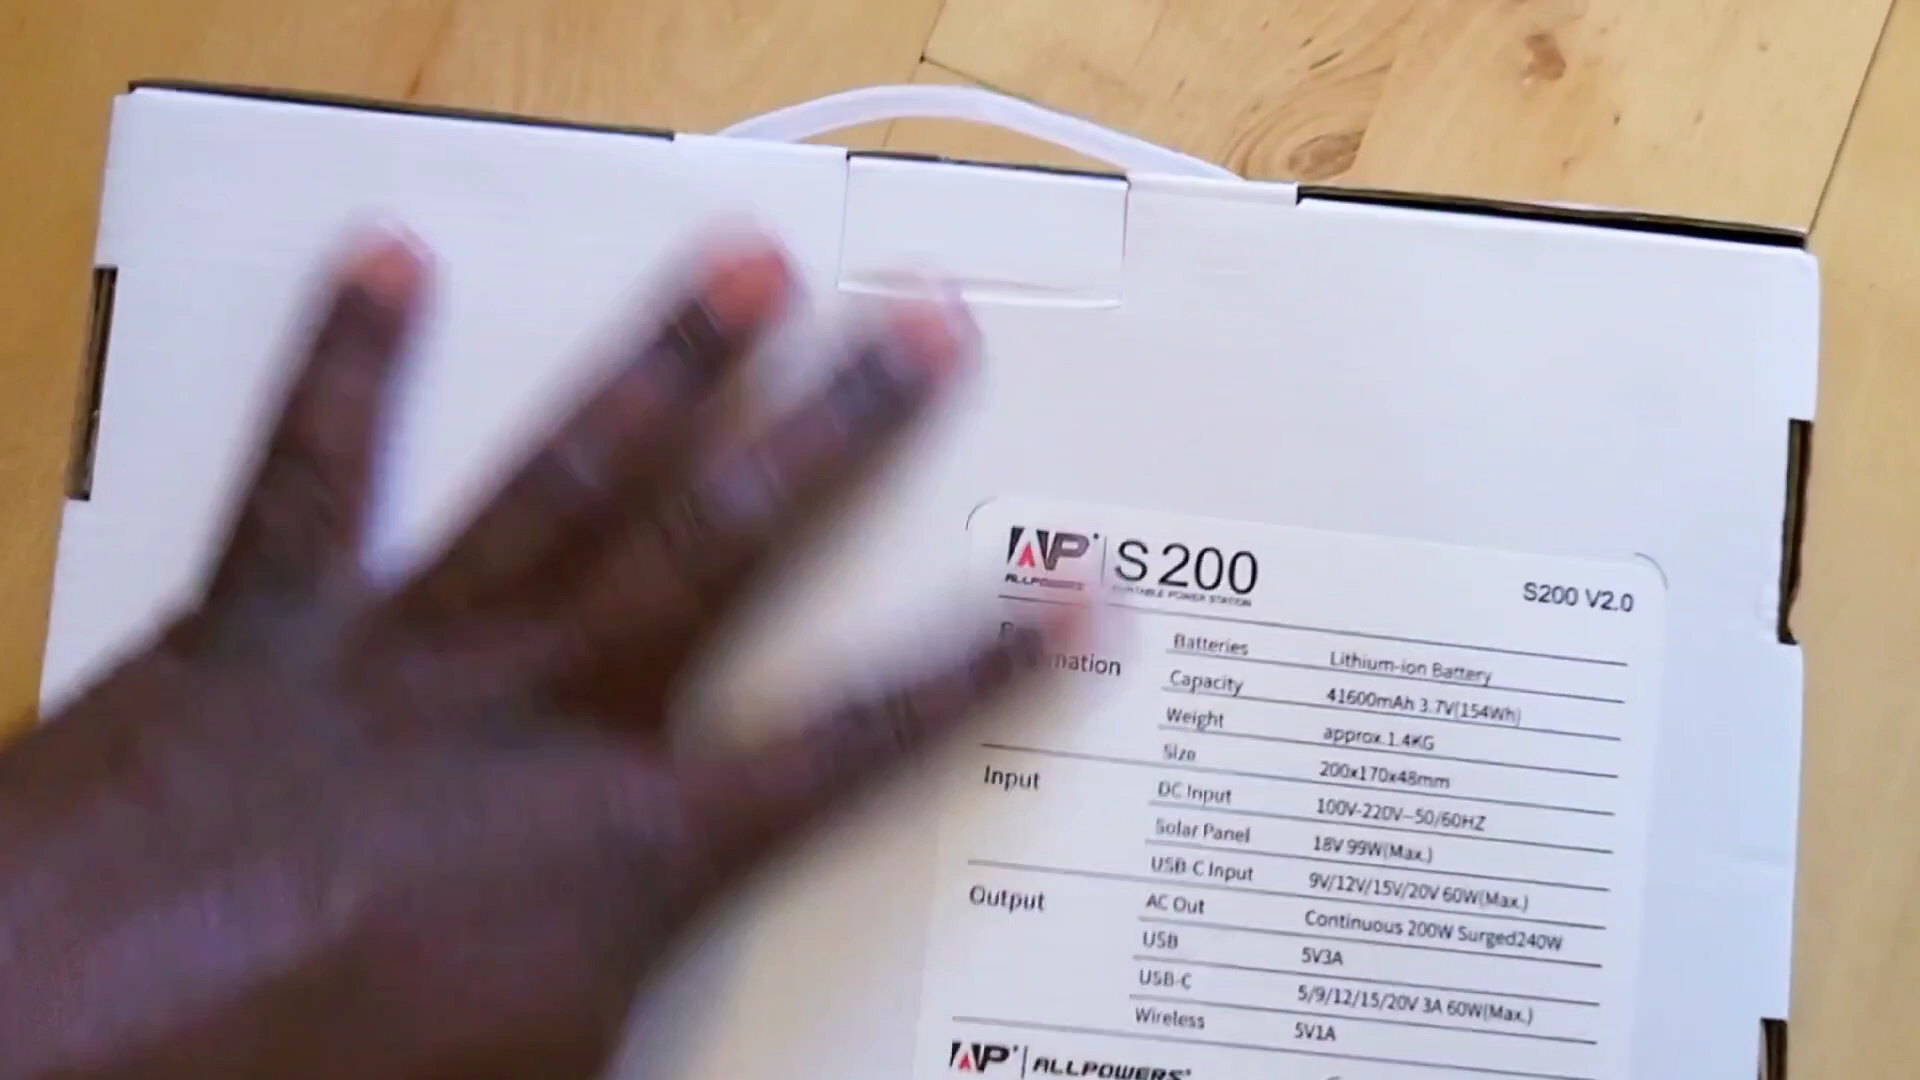 AP S200 S200 V2.0
ALLPOWERS PORTABLE POWER STATION
Batteries Lithium-ion Battery
Capacity 41600mAh 3.7V(154Wh)
Weight approx.1.4KG
Size 200x170x48mm
Input DC Input 100V-220V~50/60HZ
Solar Panel 18V 99W(Max.)
USB-C Input 9V/12V/15V/20V 60W(Max.)
Output AC Out Continuous 200W Surged240W
USB 5V3A
USB-C 5/9/12/15/20V 3A 60W(Max.)
Wireless 5V1A
AP ALLPOWERS